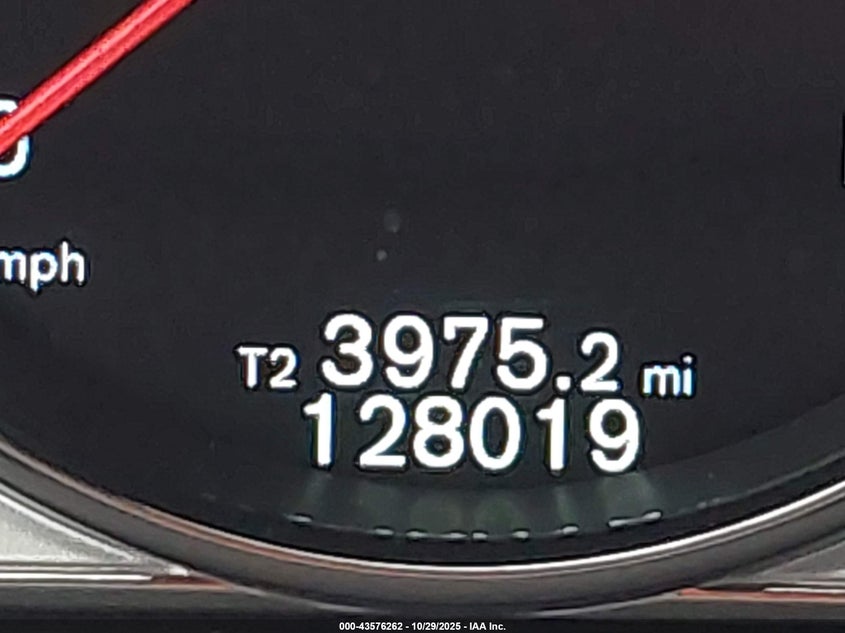 mph
T2 3975.2 mi
128019
000-43576262 - 10/29/2025 - IAA Inc.